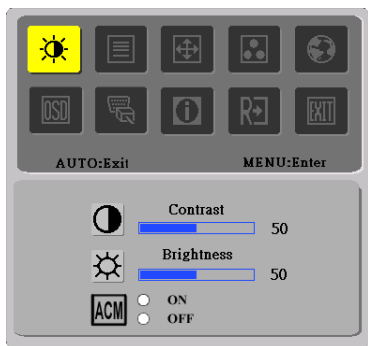 OSD
i
R
EXIT
AUTO:Exit MENU:Enter
Contrast
50
Brightness
50
ACM
ON
OFF